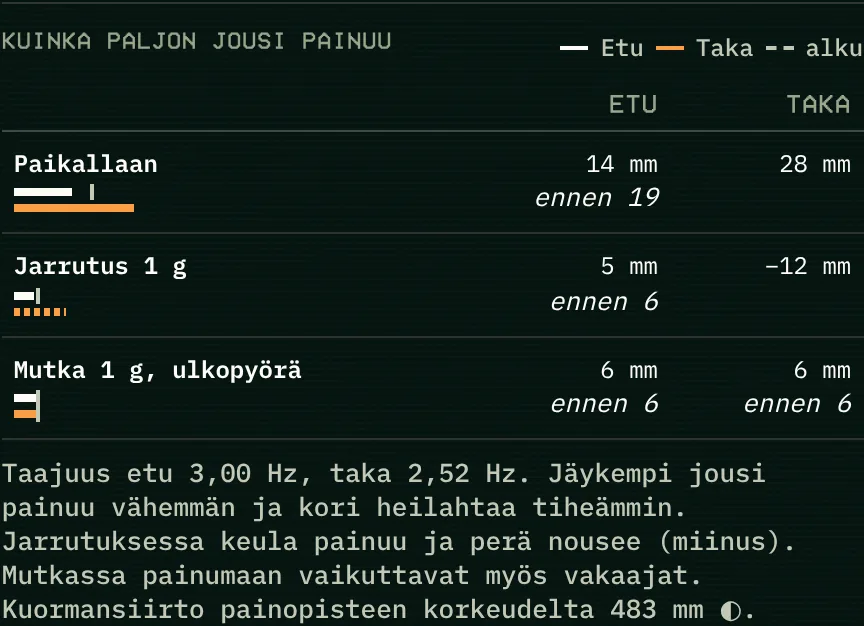 KUINKA PALJON JOUSI PAINUU
Etu Taka alku
ETU TAKA
Paikallaan 14 mm 28 mm
ennen 19
Jarrutus 1 g 5 mm −12 mm
ennen 6
Mutka 1 g, ulkopyörä 6 mm 6 mm
ennen 6 ennen 6
Taajuus etu 3,00 Hz, taka 2,52 Hz. Jäykempi jousi
painuu vähemmän ja kori heilahtaa tiheämmin.
Jarrutuksessa keula painuu ja perä nousee (miinus).
Mutkassa painumaan vaikuttavat myös vakaajat.
Kuormansiirto painopisteen korkeudelta 483 mm ◐.